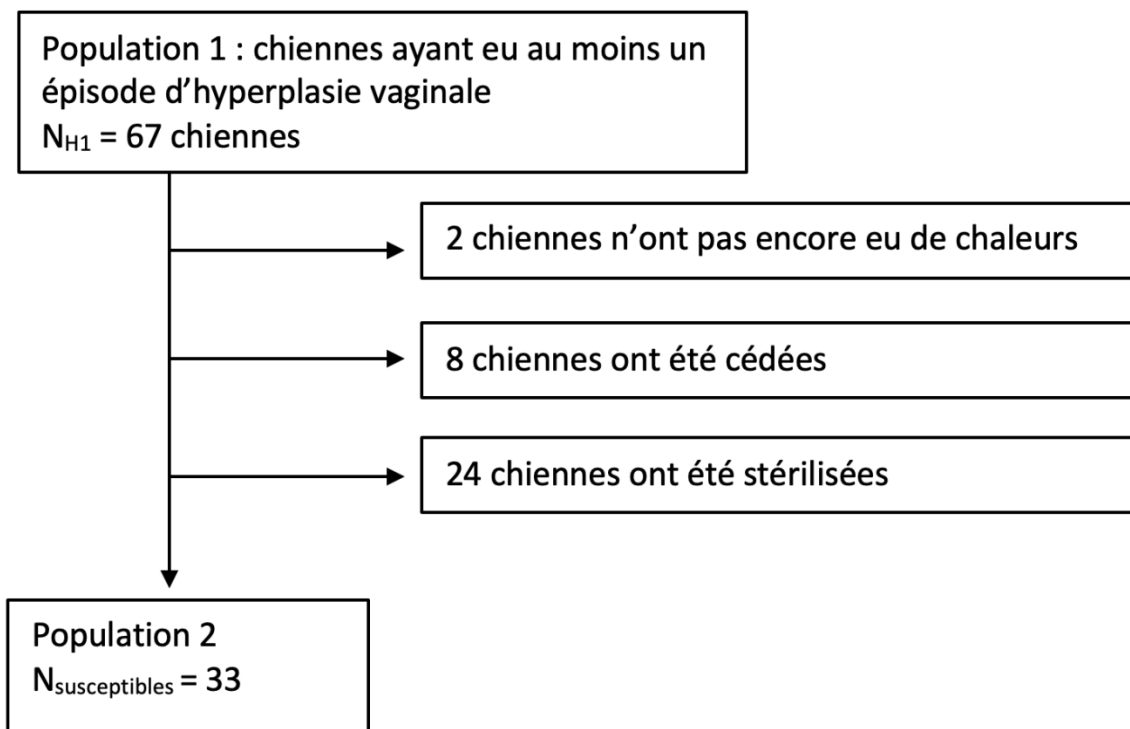 Population 1 : chiennes ayant eu au moins un
épisode d’hyperplasie vaginale
NH1 = 67 chiennes
2 chiennes n’ont pas encore eu de chaleurs
8 chiennes ont été cédées
24 chiennes ont été stérilisées
Population 2
Nsusceptibles = 33